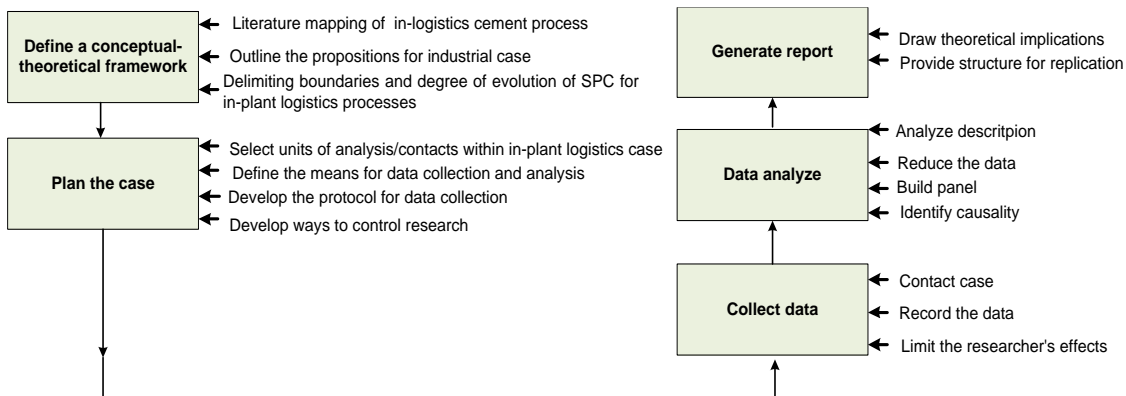 Define a conceptual-
theoretical framework
Literature mapping of in-logistics cement process
Outline the propositions for industrial case
Delimiting boundaries and degree of evolution of SPC for
in-plant logistics processes
Plan the case
Select units of analysis/contacts within in-plant logistics case
Define the means for data collection and analysis
Develop the protocol for data collection
Develop ways to control research
Generate report
Draw theoretical implications
Provide structure for replication
Data analyze
Analyze descritpion
Reduce the data
Build panel
Identify causality
Collect data
Contact case
Record the data
Limit the researcher's effects